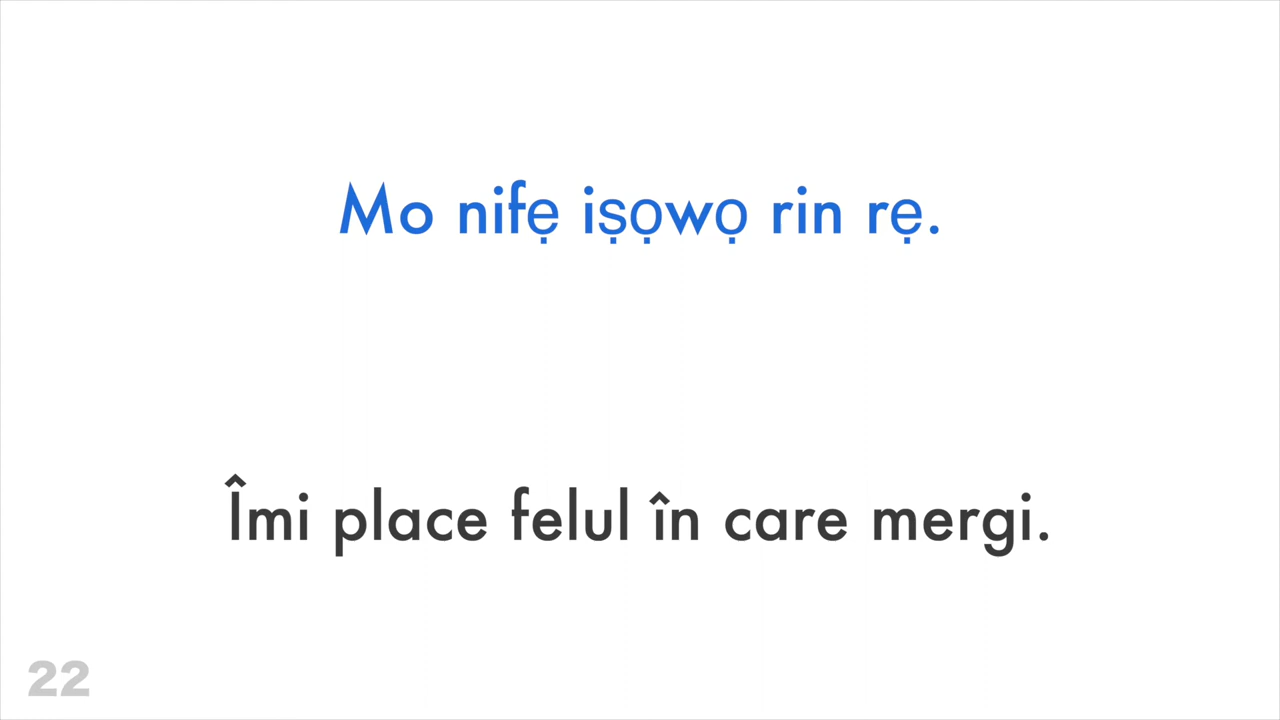 Mo nifẹ iṣọwọ rin rẹ.
Îmi place felul în care mergi.
22